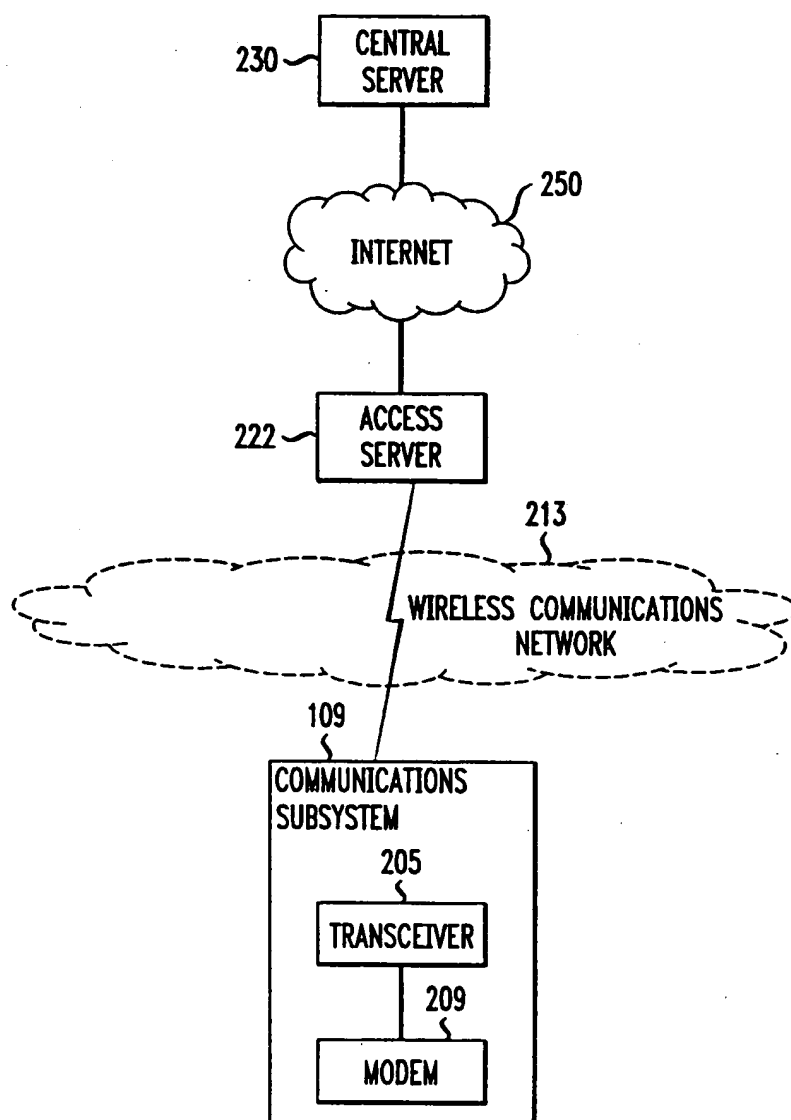 CENTRAL
SERVER
230
250
INTERNET
ACCESS
SERVER
222
213
WIRELESS COMMUNICATIONS
NETWORK
109
COMMUNICATIONS
SUBSYSTEM
205
TRANSCEIVER
209
MODEM